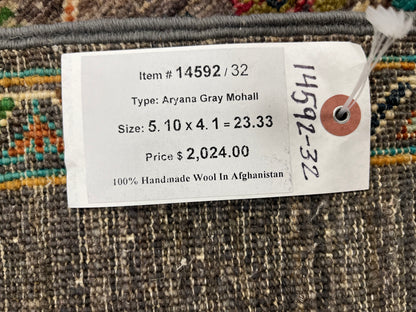 Item # 14592 / 32
Type: Aryana Gray Mohall
Size: 5. 10 x 4. 1 = 23.33
Price $ 2,024.00
100% Handmade Wool In Afghanistan
14592-32